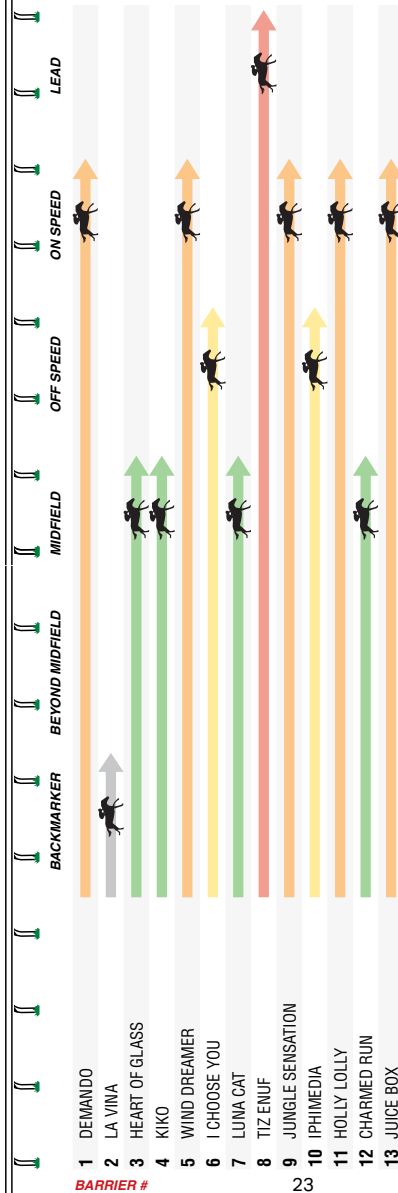 BACKMARKER BEYOND MIDFIELD MIDFIELD OFF SPEED ON SPEED LEAD
1 DEMANDO
2 LA VINA
3 HEART OF GLASS
4 KIKO
5 WIND DREAMER
6 I CHOOSE YOU
7 LUNA CAT
8 TIZ ENUF
9 JUNGLE SENSATION
10 IPHIMEDIA
11 HOLLY LOLLY
12 CHARMED RUN
13 JUICE BOX
BARRIER #
23